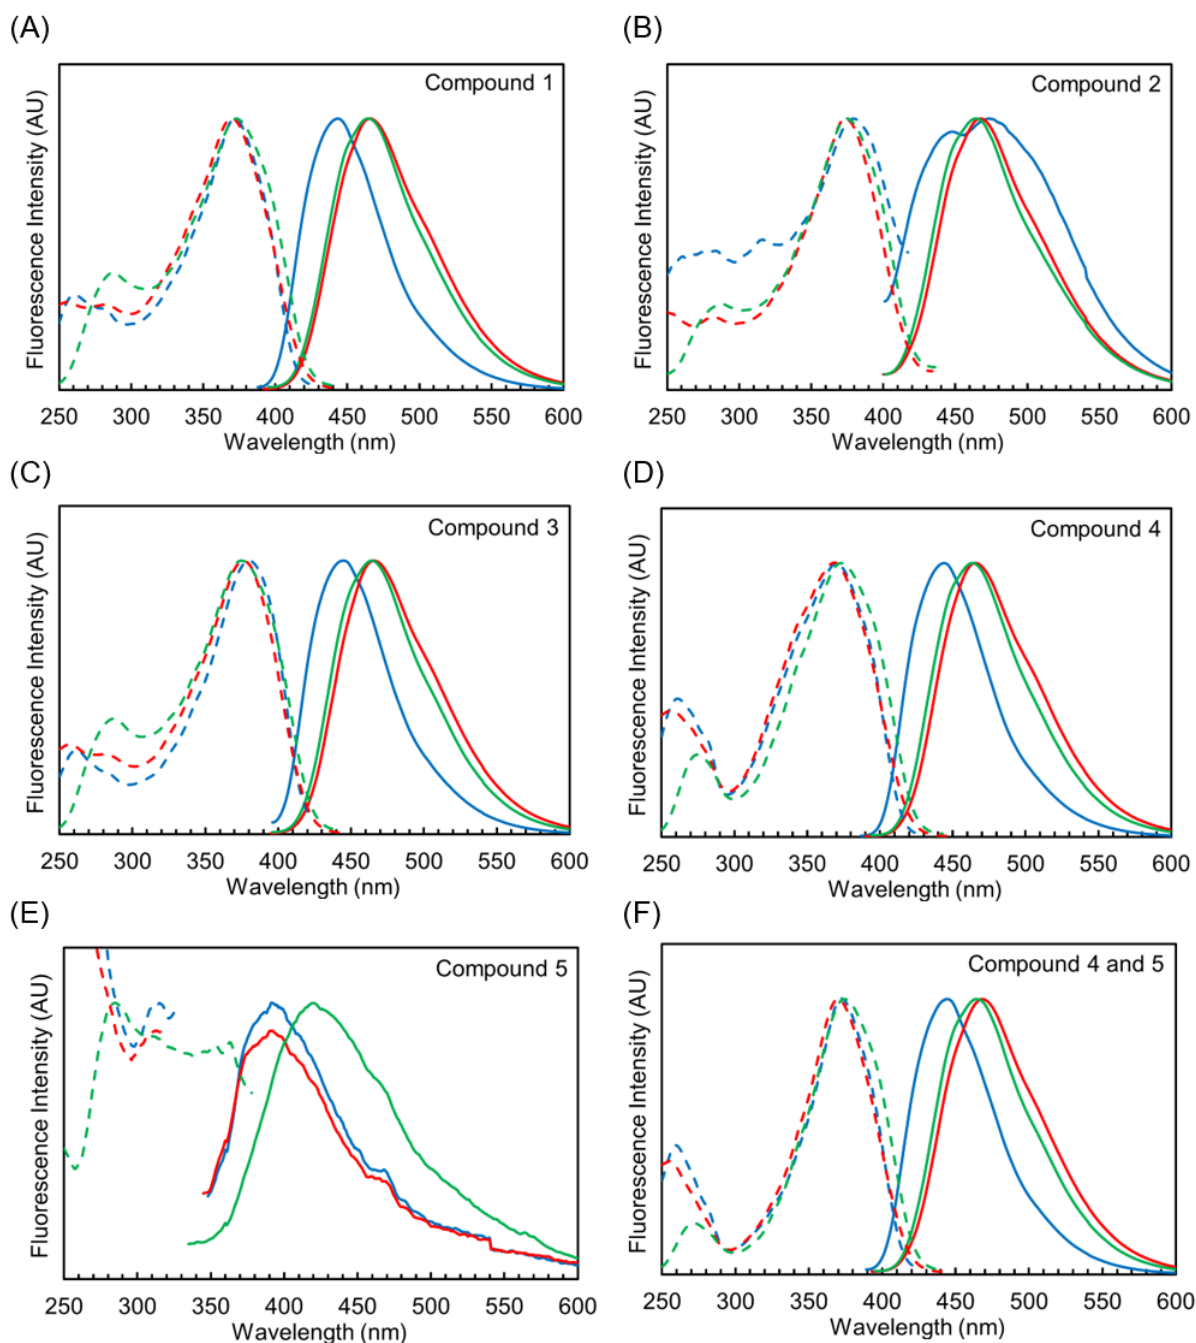 (A)
Compound 1
Fluorescence Intensity (AU)
250 300 350 400 450 500 550 600
Wavelength (nm)
(B)
Compound 2
Fluorescence Intensity (AU)
250 300 350 400 450 500 550 600
Wavelength (nm)
(C)
Compound 3
Fluorescence Intensity (AU)
250 300 350 400 450 500 550 600
Wavelength (nm)
(D)
Compound 4
Fluorescence Intensity (AU)
250 300 350 400 450 500 550 600
Wavelength (nm)
(E)
Compound 5
Fluorescence Intensity (AU)
250 300 350 400 450 500 550 600
Wavelength (nm)
(F)
Compound 4 and 5
Fluorescence Intensity (AU)
250 300 350 400 450 500 550 600
Wavelength (nm)